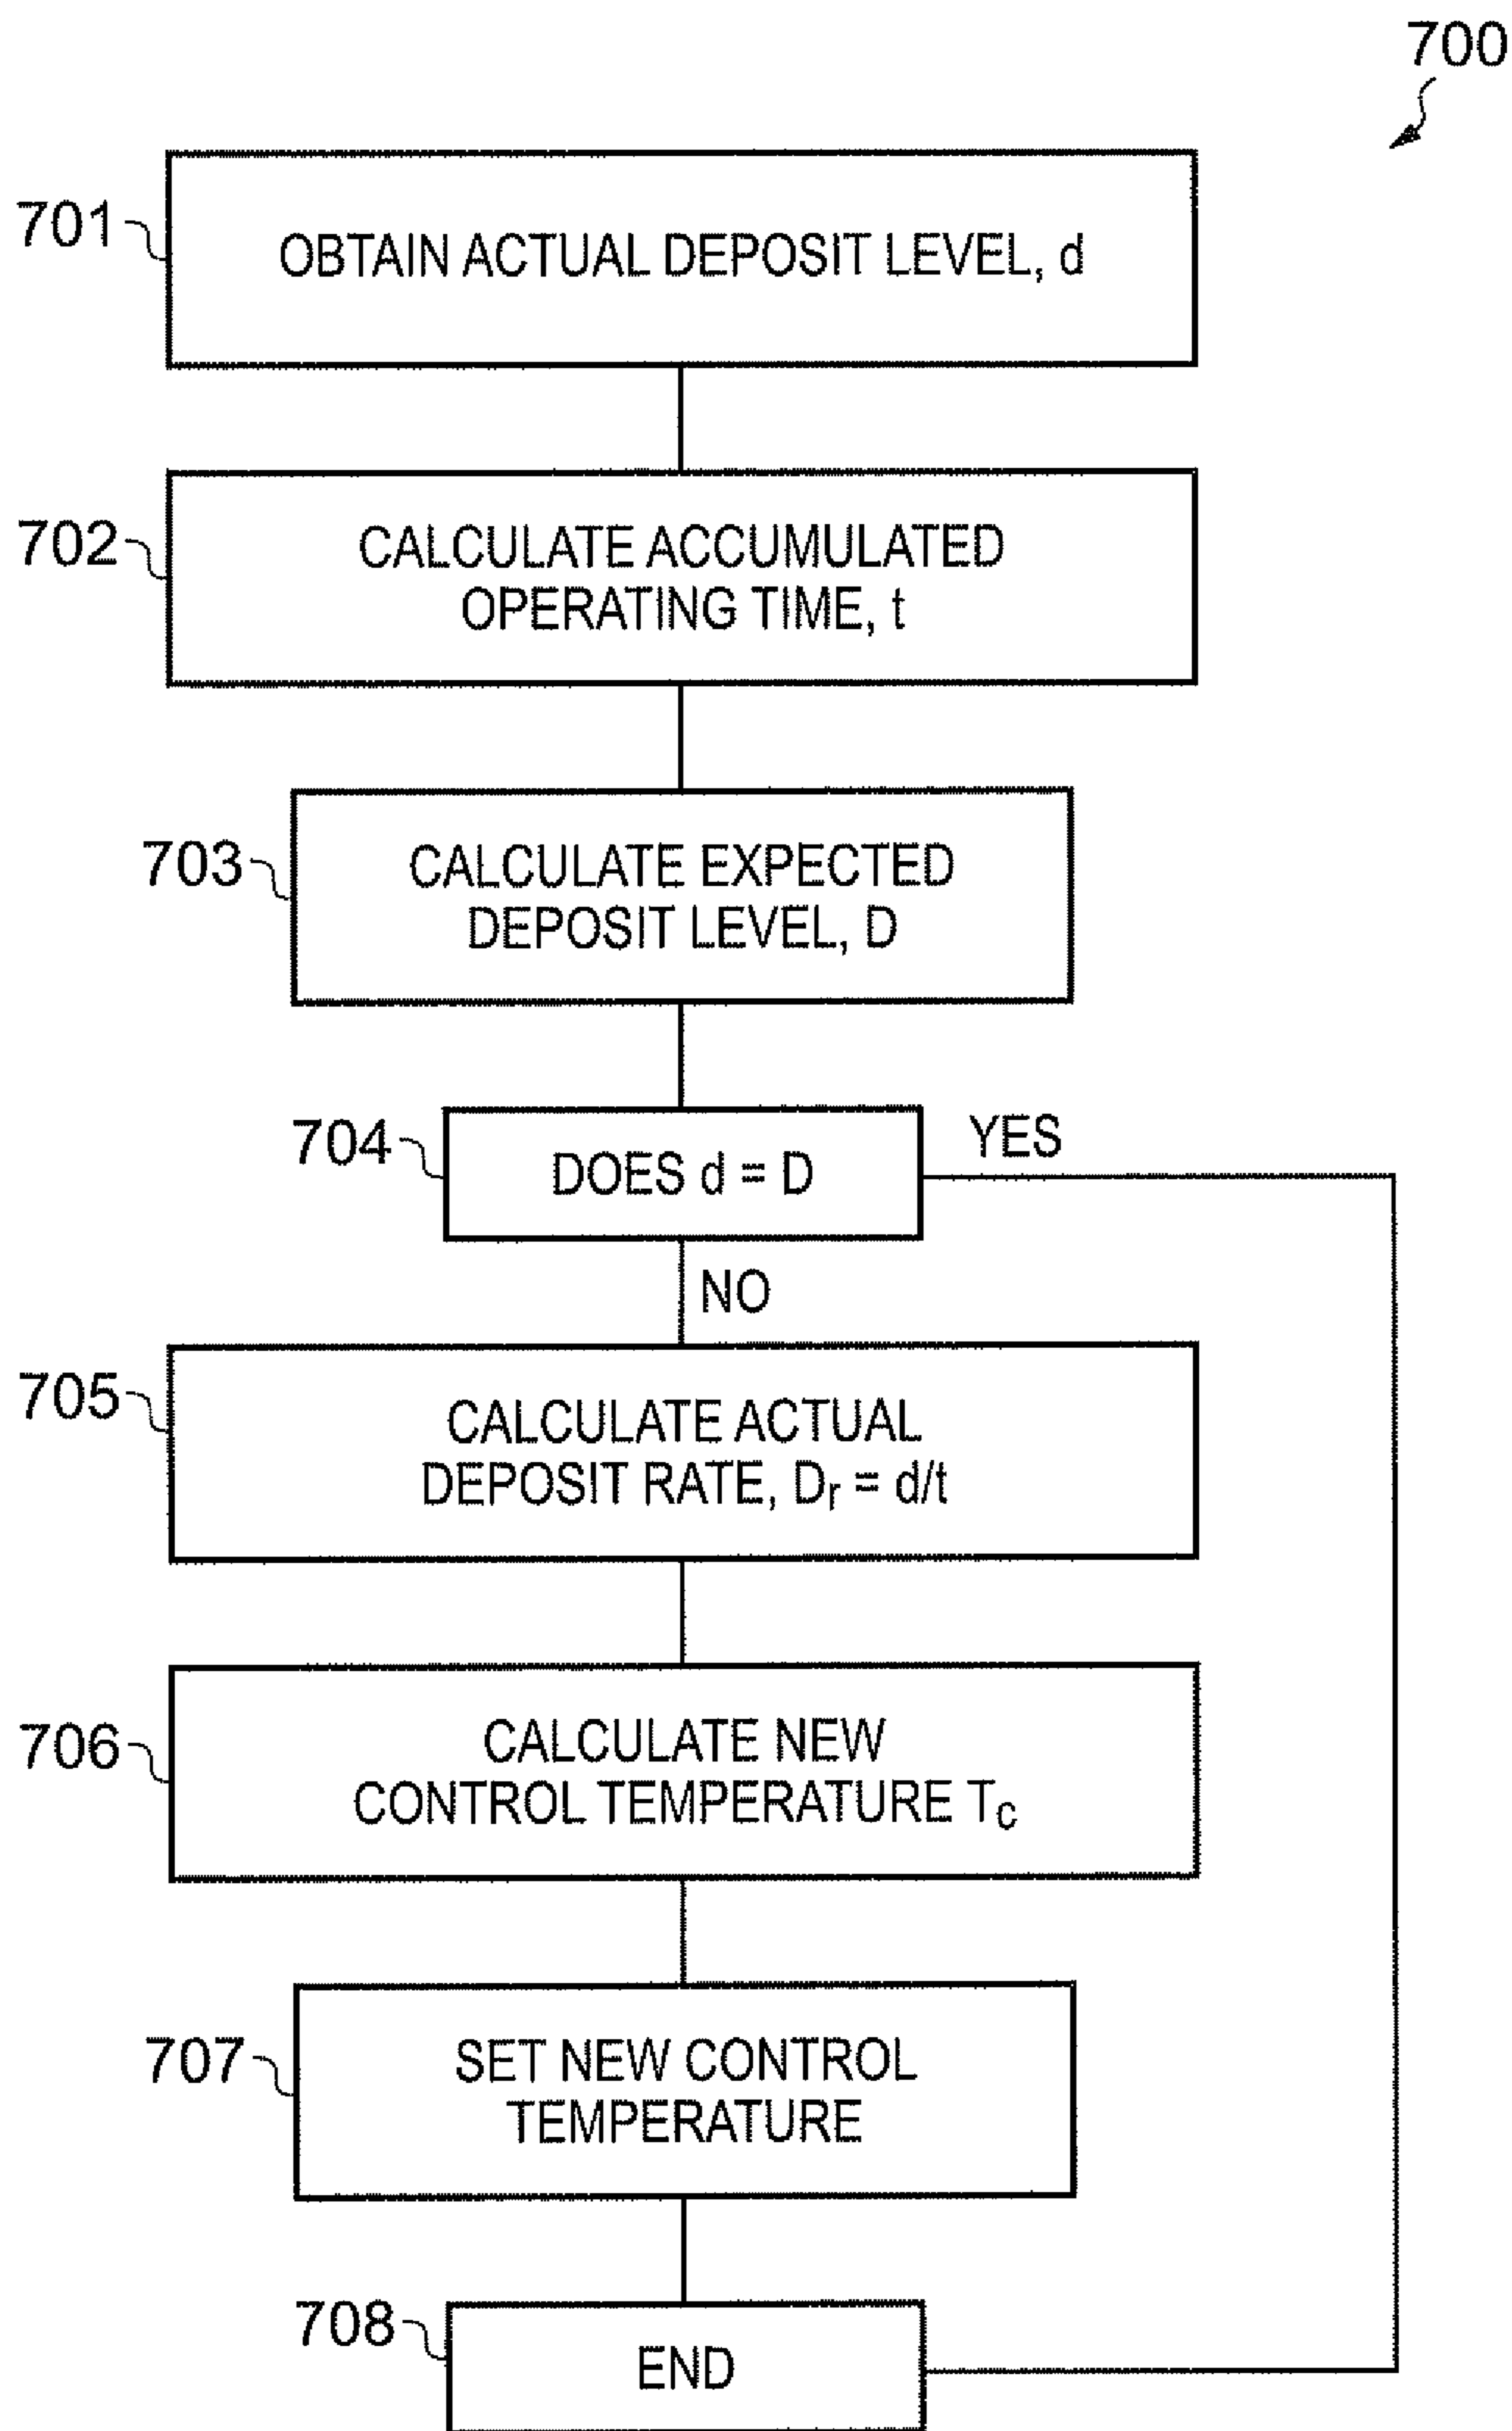 700
701
OBTAIN ACTUAL DEPOSIT LEVEL, d
702
CALCULATE ACCUMULATED
OPERATING TIME, t
703
CALCULATE EXPECTED
DEPOSIT LEVEL, D
704
DOES d = D
YES
NO
705
CALCULATE ACTUAL
DEPOSIT RATE, Dr = d/t
706
CALCULATE NEW
CONTROL TEMPERATURE Tc
707
SET NEW CONTROL
TEMPERATURE
708
END